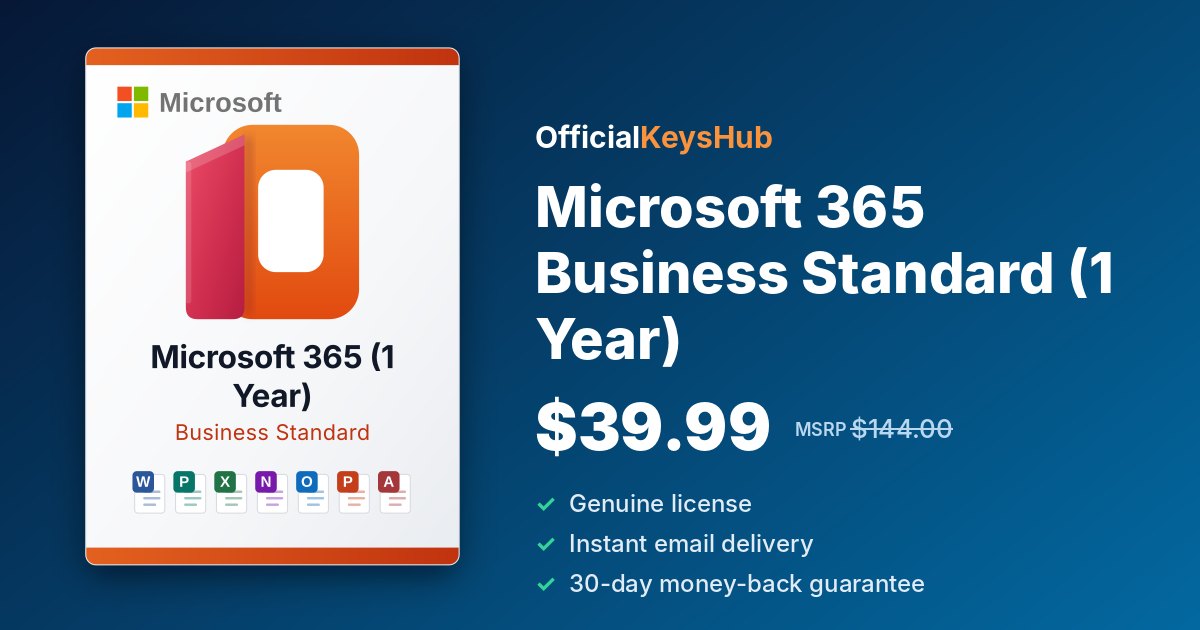 Microsoft
Microsoft 365 (1
Year)
Business Standard
W P X N O P A
OfficialKeysHub
Microsoft 365
Business Standard (1
Year)
$39.99 MSRP $144.00
Genuine license
Instant email delivery
30-day money-back guarantee